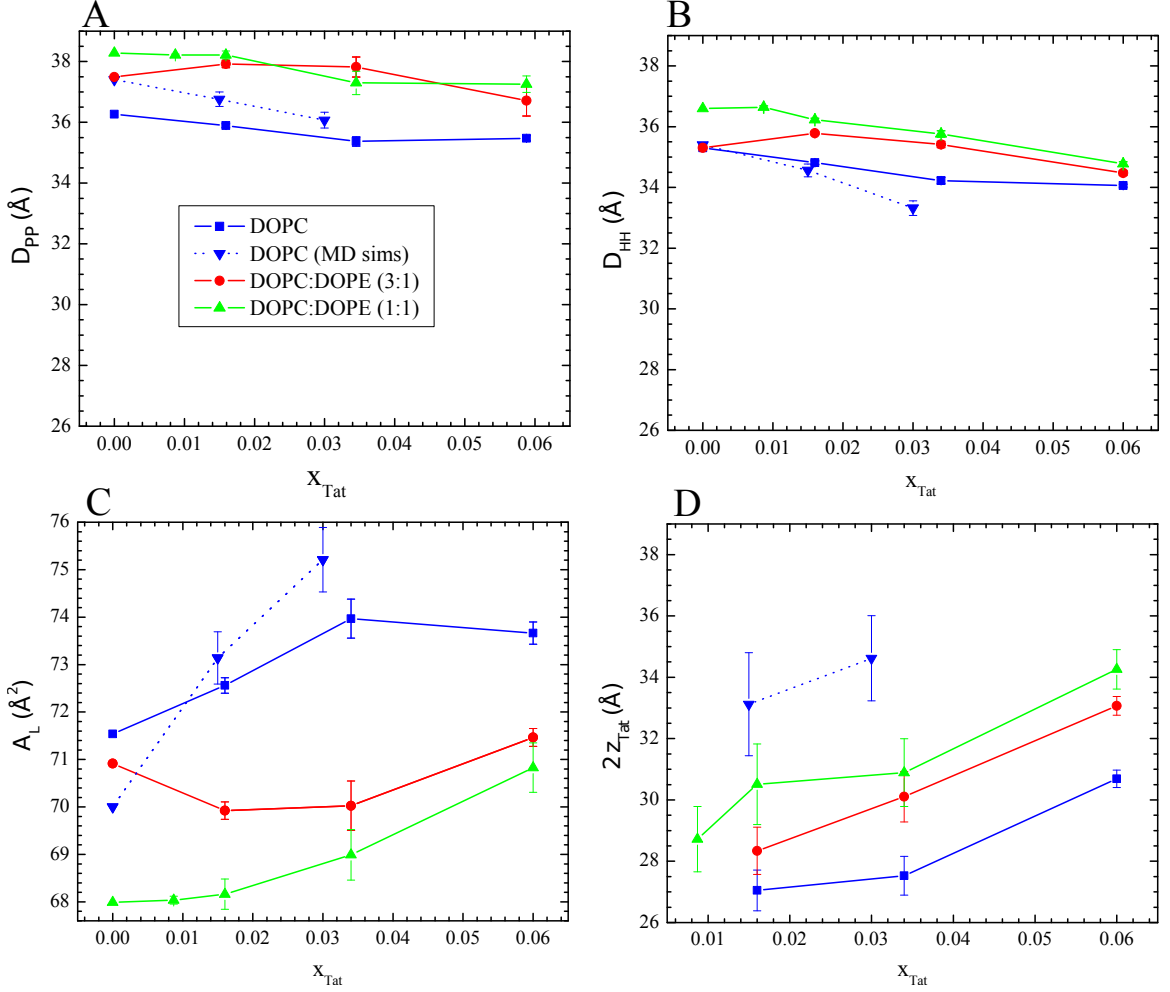 A
38
36
34
32
30
28
26
D_PP (Å)
0.00 0.01 0.02 0.03 0.04 0.05 0.06
x_Tat
DOPC
DOPC (MD sims)
DOPC:DOPE (3:1)
DOPC:DOPE (1:1)
B
38
36
34
32
30
28
26
D_HH (Å)
0.00 0.01 0.02 0.03 0.04 0.05 0.06
x_Tat
C
76
75
74
73
72
71
70
69
68
A_L (Å²)
0.00 0.01 0.02 0.03 0.04 0.05 0.06
x_Tat
D
38
36
34
32
30
28
26
2 z_Tat (Å)
0.01 0.02 0.03 0.04 0.05 0.06
x_Tat